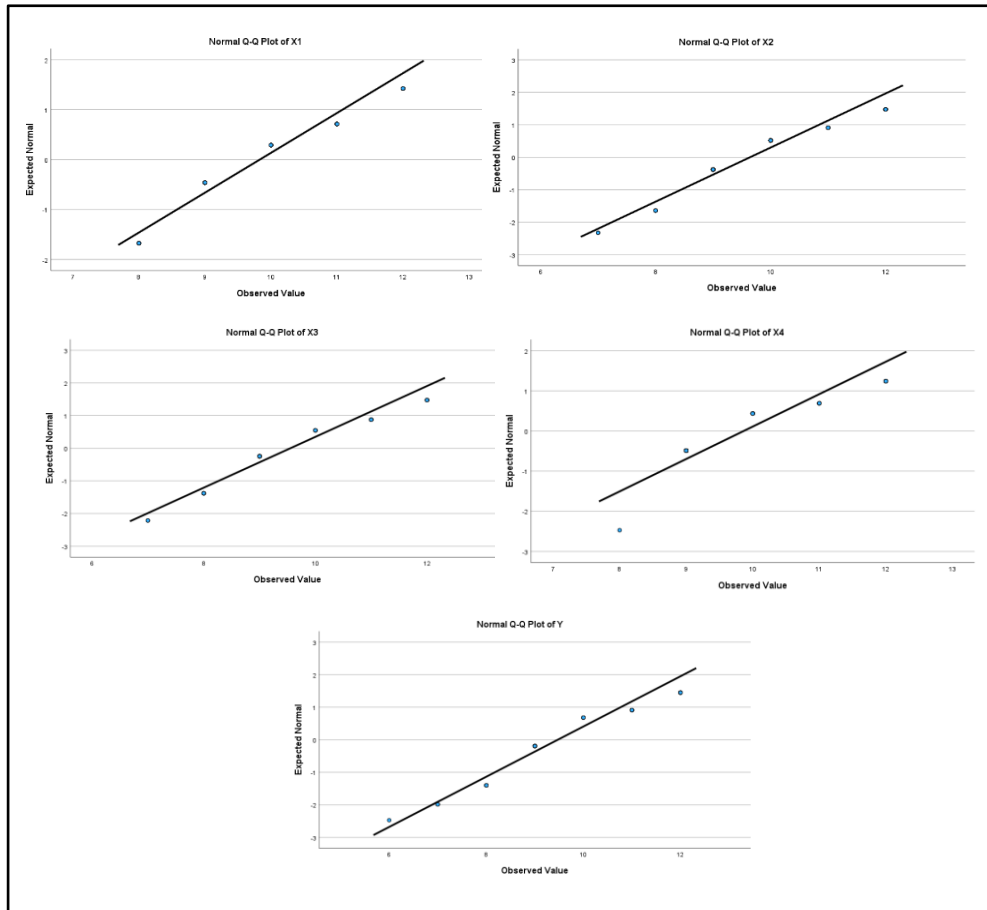 Normal Q-Q Plot of X1
Expected Normal
2
1
0
-1
-2
7 8 9 10 11 12 13
Observed Value
Normal Q-Q Plot of X2
Expected Normal
3
2
1
0
-1
-2
-3
6 8 10 12
Observed Value
Normal Q-Q Plot of X3
Expected Normal
3
2
1
0
-1
-2
-3
6 8 10 12
Observed Value
Normal Q-Q Plot of X4
Expected Normal
2
1
0
-1
-2
-3
7 8 9 10 11 12 13
Observed Value
Normal Q-Q Plot of Y
Expected Normal
3
2
1
0
-1
-2
-3
6 8 10 12
Observed Value